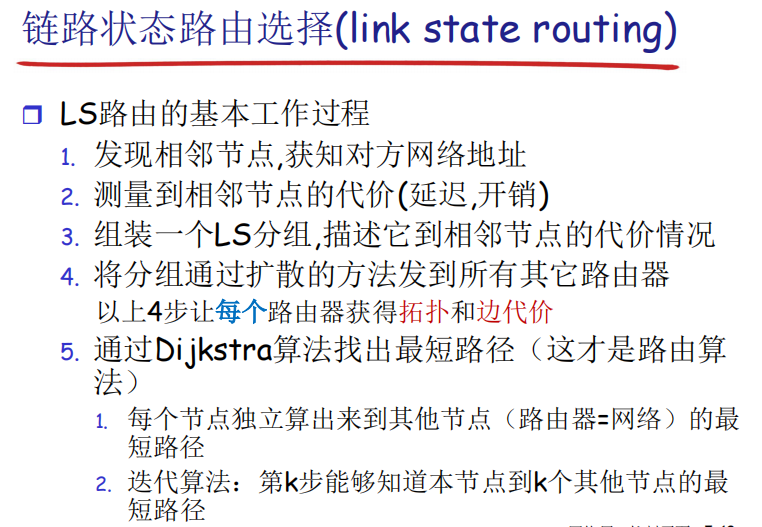 链路状态路由选择(link state routing)
LS路由的基本工作过程
1. 发现相邻节点,获知对方网络地址
2. 测量到相邻节点的代价(延迟,开销)
3. 组装一个LS分组,描述它到相邻节点的代价情况
4. 将分组通过扩散的方法发到所有其它路由器
以上4步让每个路由器获得拓扑和边代价
5. 通过Dijkstra算法找出最短路径（这才是路由算
法）
1. 每个节点独立算出来到其他节点（路由器=网络）的最
短路径
2. 迭代算法：第k步能够知道本节点到k个其他节点的最
短路径